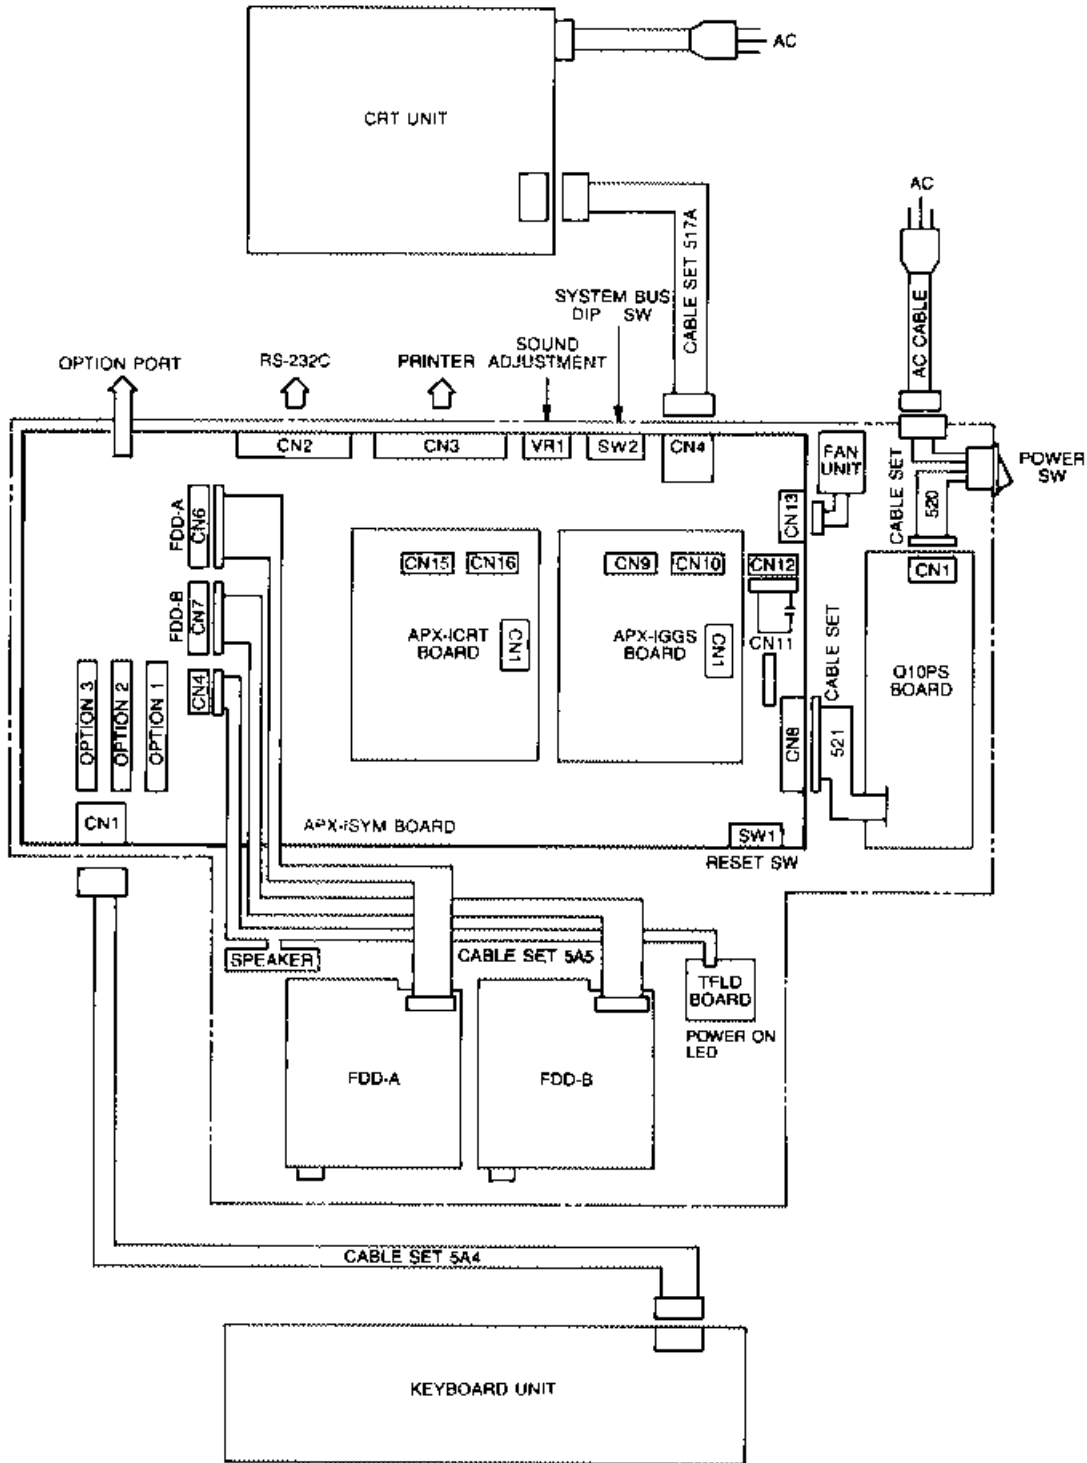 AC
CRT UNIT
AC
CABLE SET 517A
SYSTEM BUS
DIP SW
AC CABLE
SOUND
ADJUSTMENT
OPTION PORT
RS-232C
PRINTER
CN2
CN3
VR1
SW2
CN4
FAN
UNIT
CABLE SET
520
POWER
SW
FDD-A
CN6
CN13
CN15
CN16
CN9
CN10
CN12
CN1
FDD-B
CN7
APX-ICRT
BOARD
CN1
APX-IGGS
BOARD
CN1
CN11
CABLE SET
521
Q10PS
BOARD
CN4
OPTION 3
OPTION 2
OPTION 1
CN8
CN1
APX-ISYM BOARD
SW1
RESET SW
SPEAKER
CABLE SET 5A5
TFLD
BOARD
POWER ON
LED
FDD-A
FDD-B
CABLE SET 5A4
KEYBOARD UNIT